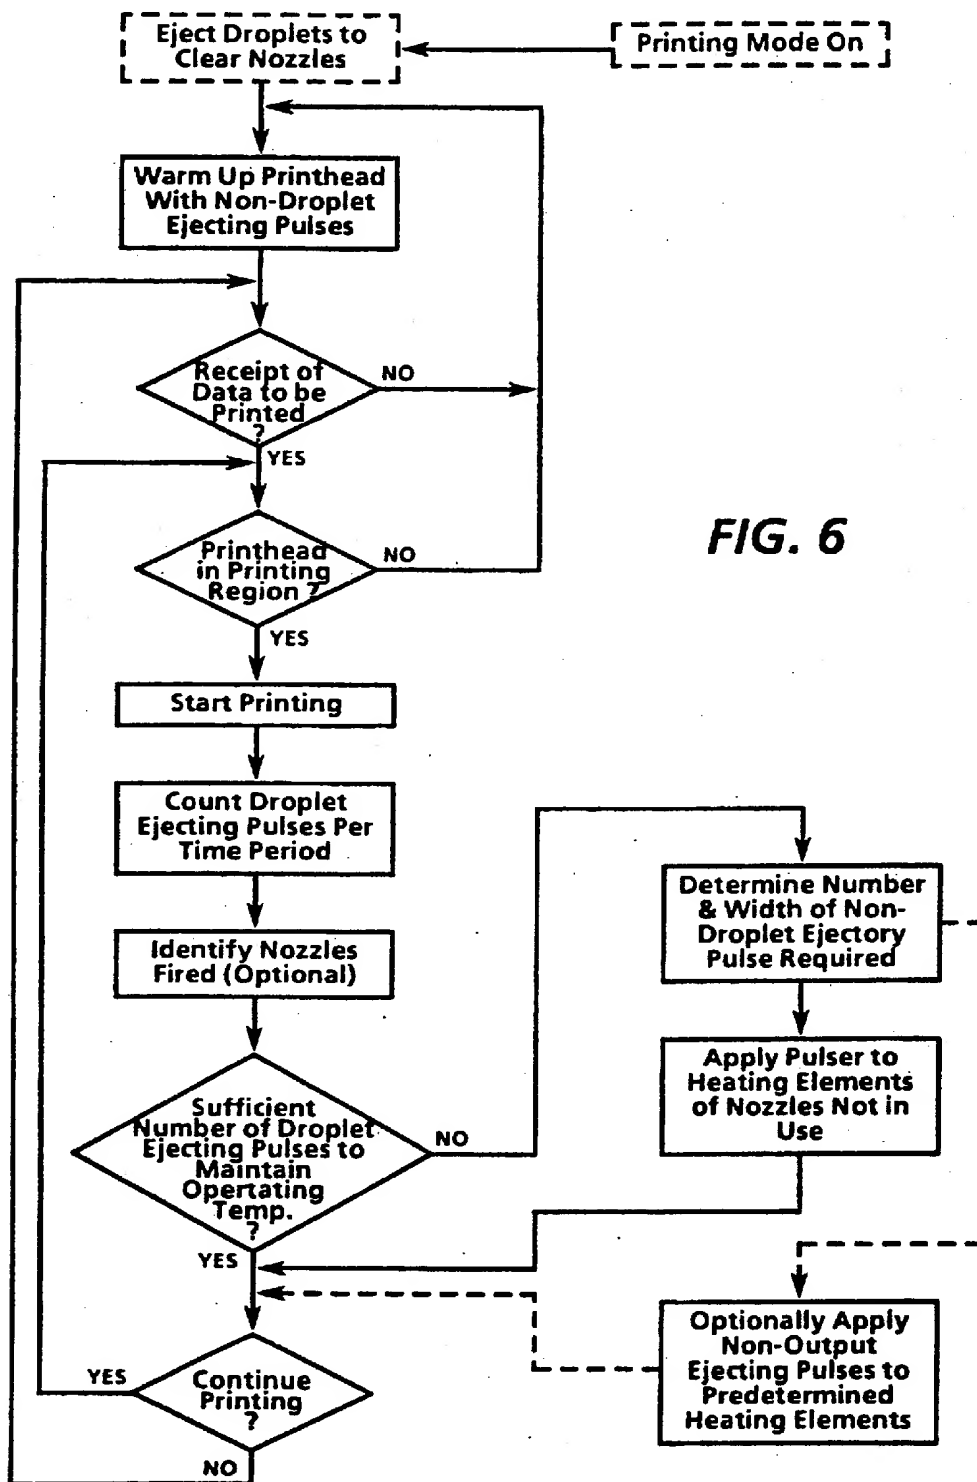 Eject Droplets to
Clear Nozzles
Printing Mode On
Warm Up Printhead
With Non-Droplet
Ejecting Pulses
Receipt of
Data to be
Printed
?
NO
YES
Printhead
in Printing
Region ?
NO
YES
FIG. 6
Start Printing
Count Droplet
Ejecting Pulses Per
Time Period
Identify Nozzles
Fired (Optional)
Sufficient
Number of Droplet
Ejecting Pulses to
Maintain
Opertating
Temp.
?
NO
YES
Determine Number
& Width of Non-
Droplet Ejectory
Pulse Required
Apply Pulser to
Heating Elements
of Nozzles Not in
Use
Optionally Apply
Non-Output
Ejecting Pulses to
Predetermined
Heating Elements
Continue
Printing
?
YES
NO